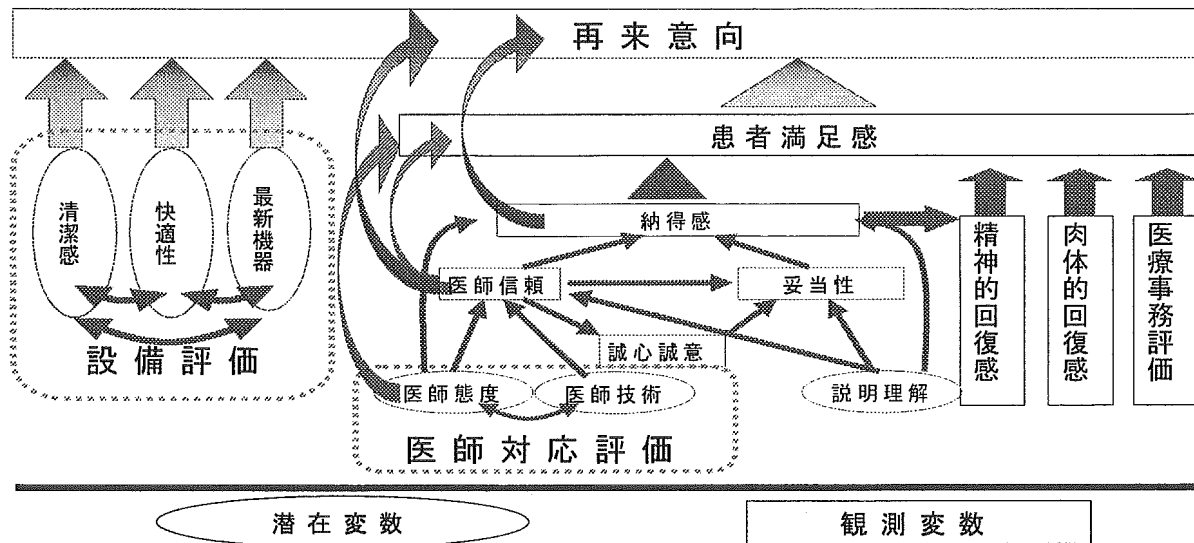 再来意向
患者満足感
清潔感
快適性
最新機器
設備評価
納得感
医師信頼
妥当性
誠心誠意
医師態度
医師技術
説明理解
医師対応評価
精神的回復感
肉体的回復感
医療事務評価
潜在変数
観測変数